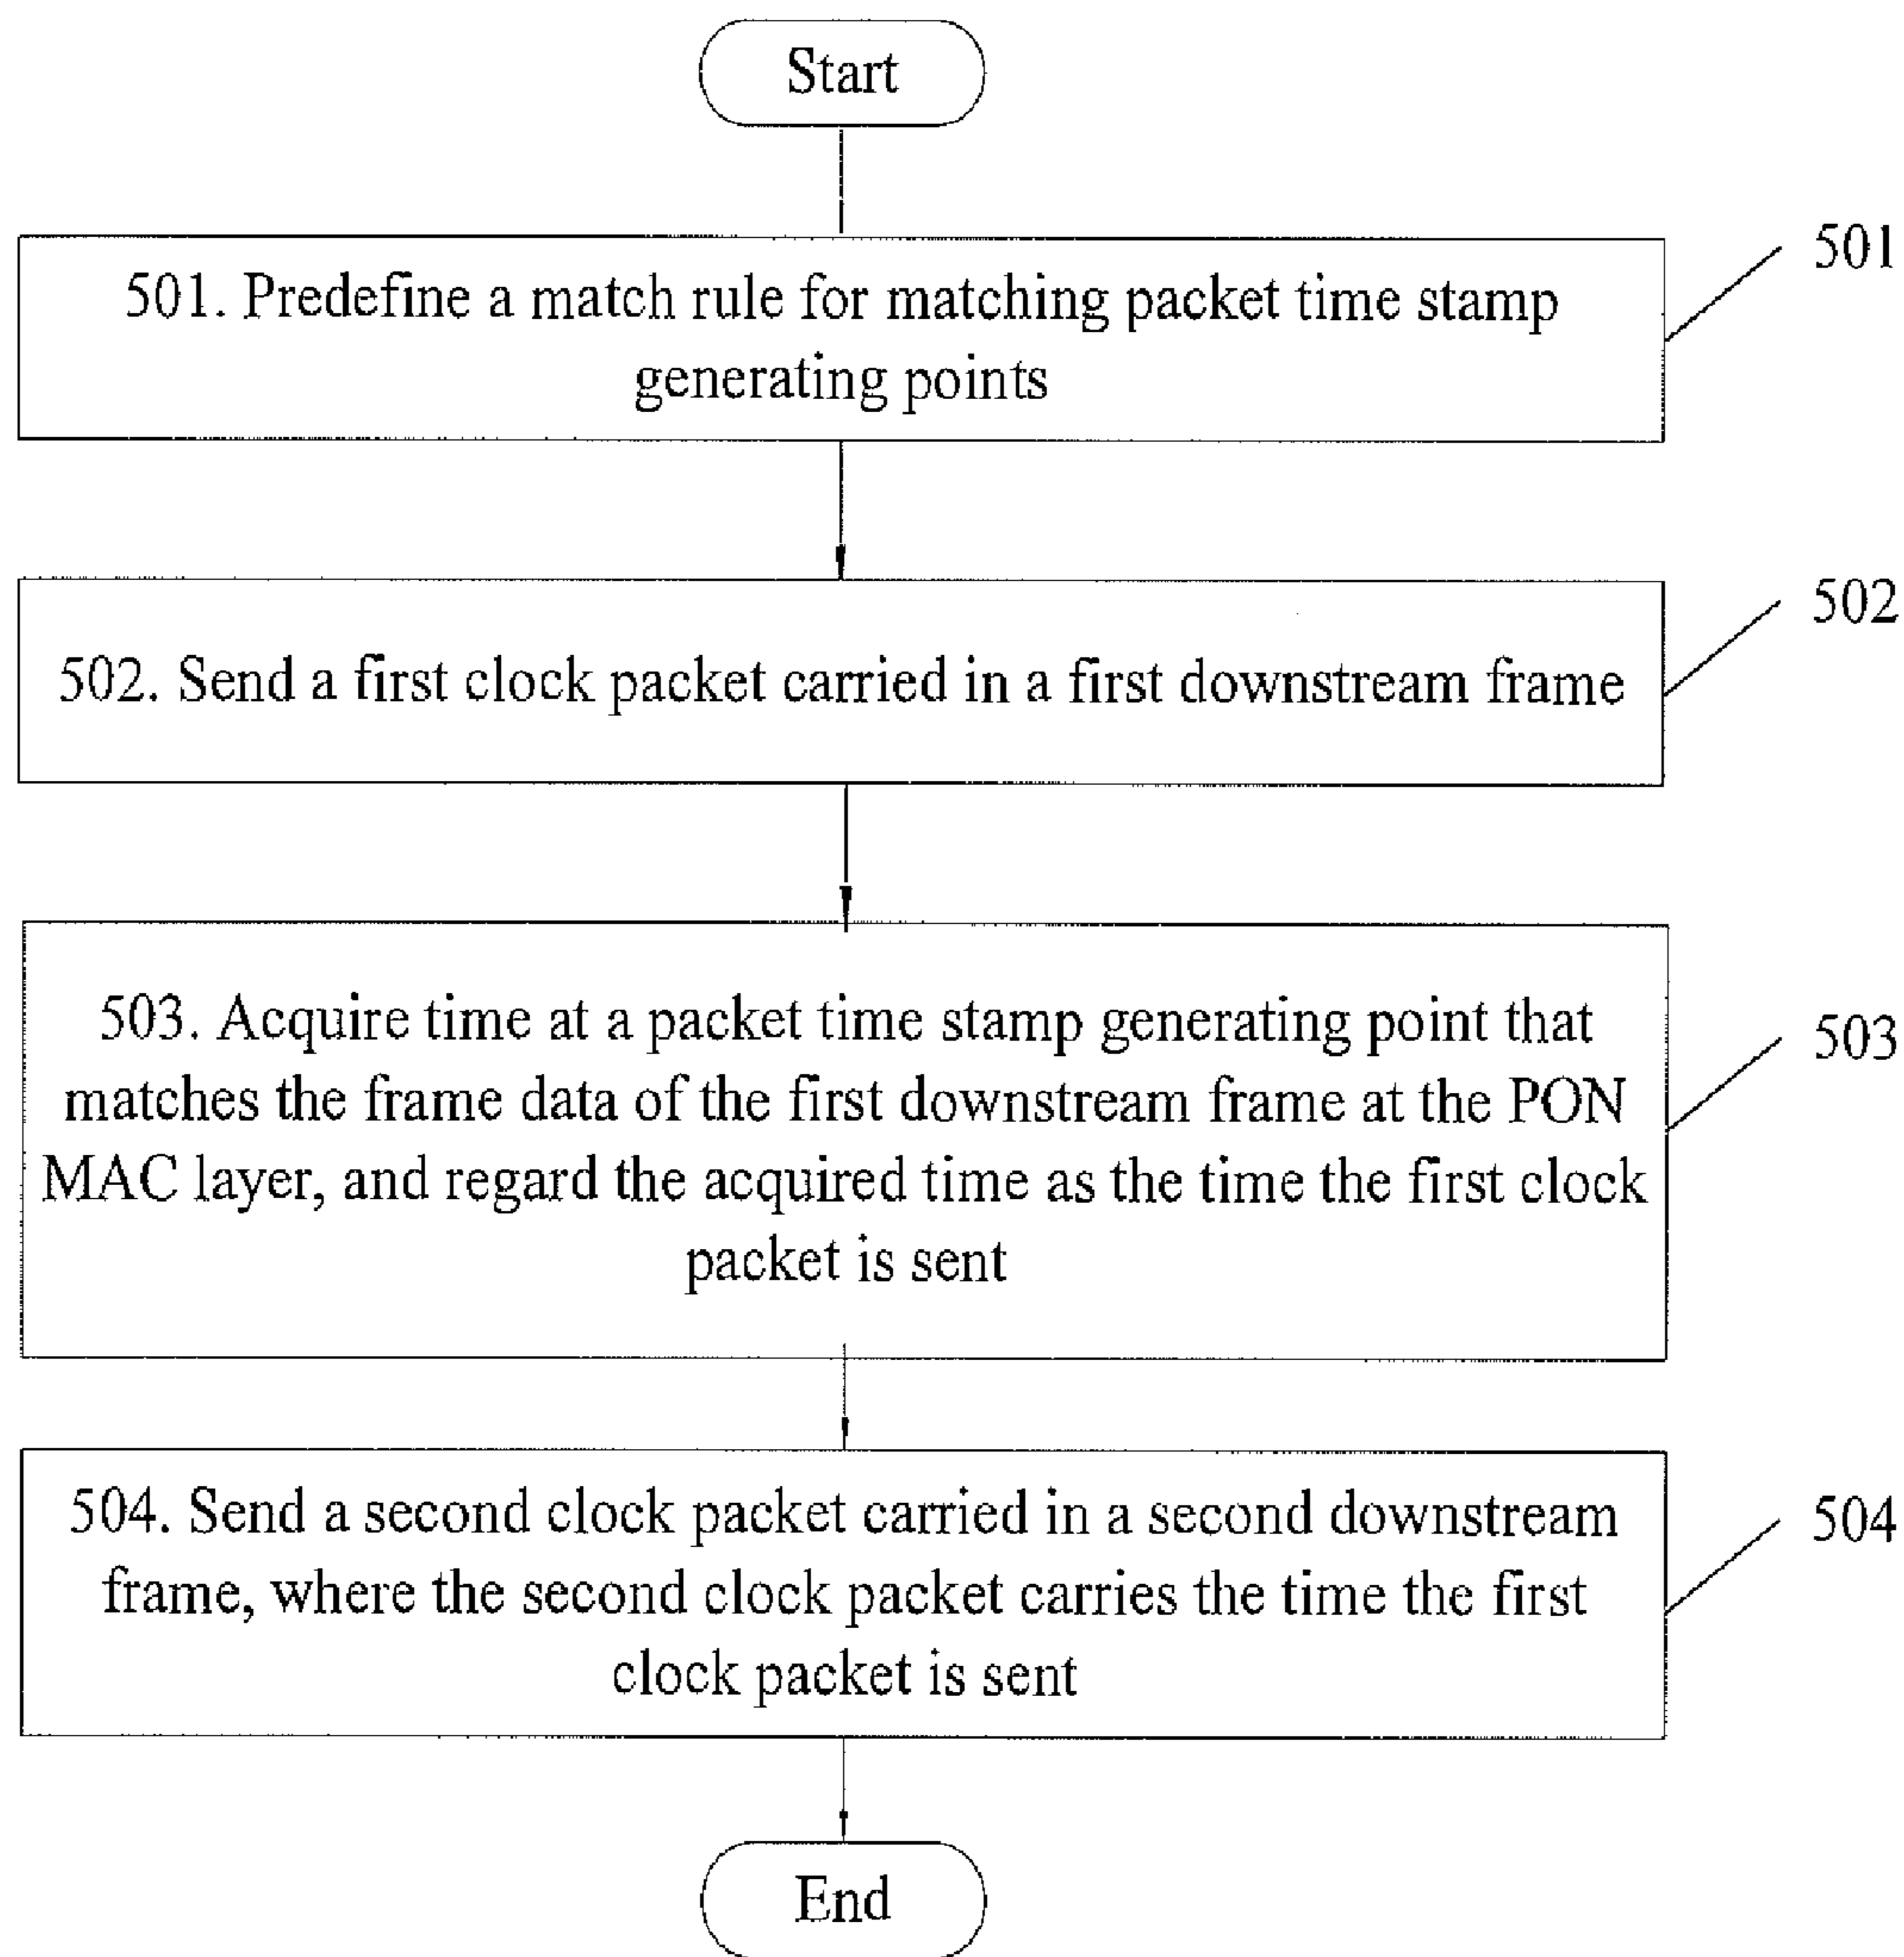 Start
501. Predefine a match rule for matching packet time stamp
generating points
501
502. Send a first clock packet carried in a first downstream frame
502
503. Acquire time at a packet time stamp generating point that
matches the frame data of the first downstream frame at the PON
MAC layer, and regard the acquired time as the time the first clock
packet is sent
503
504. Send a second clock packet carried in a second downstream
frame, where the second clock packet carries the time the first
clock packet is sent
504
End